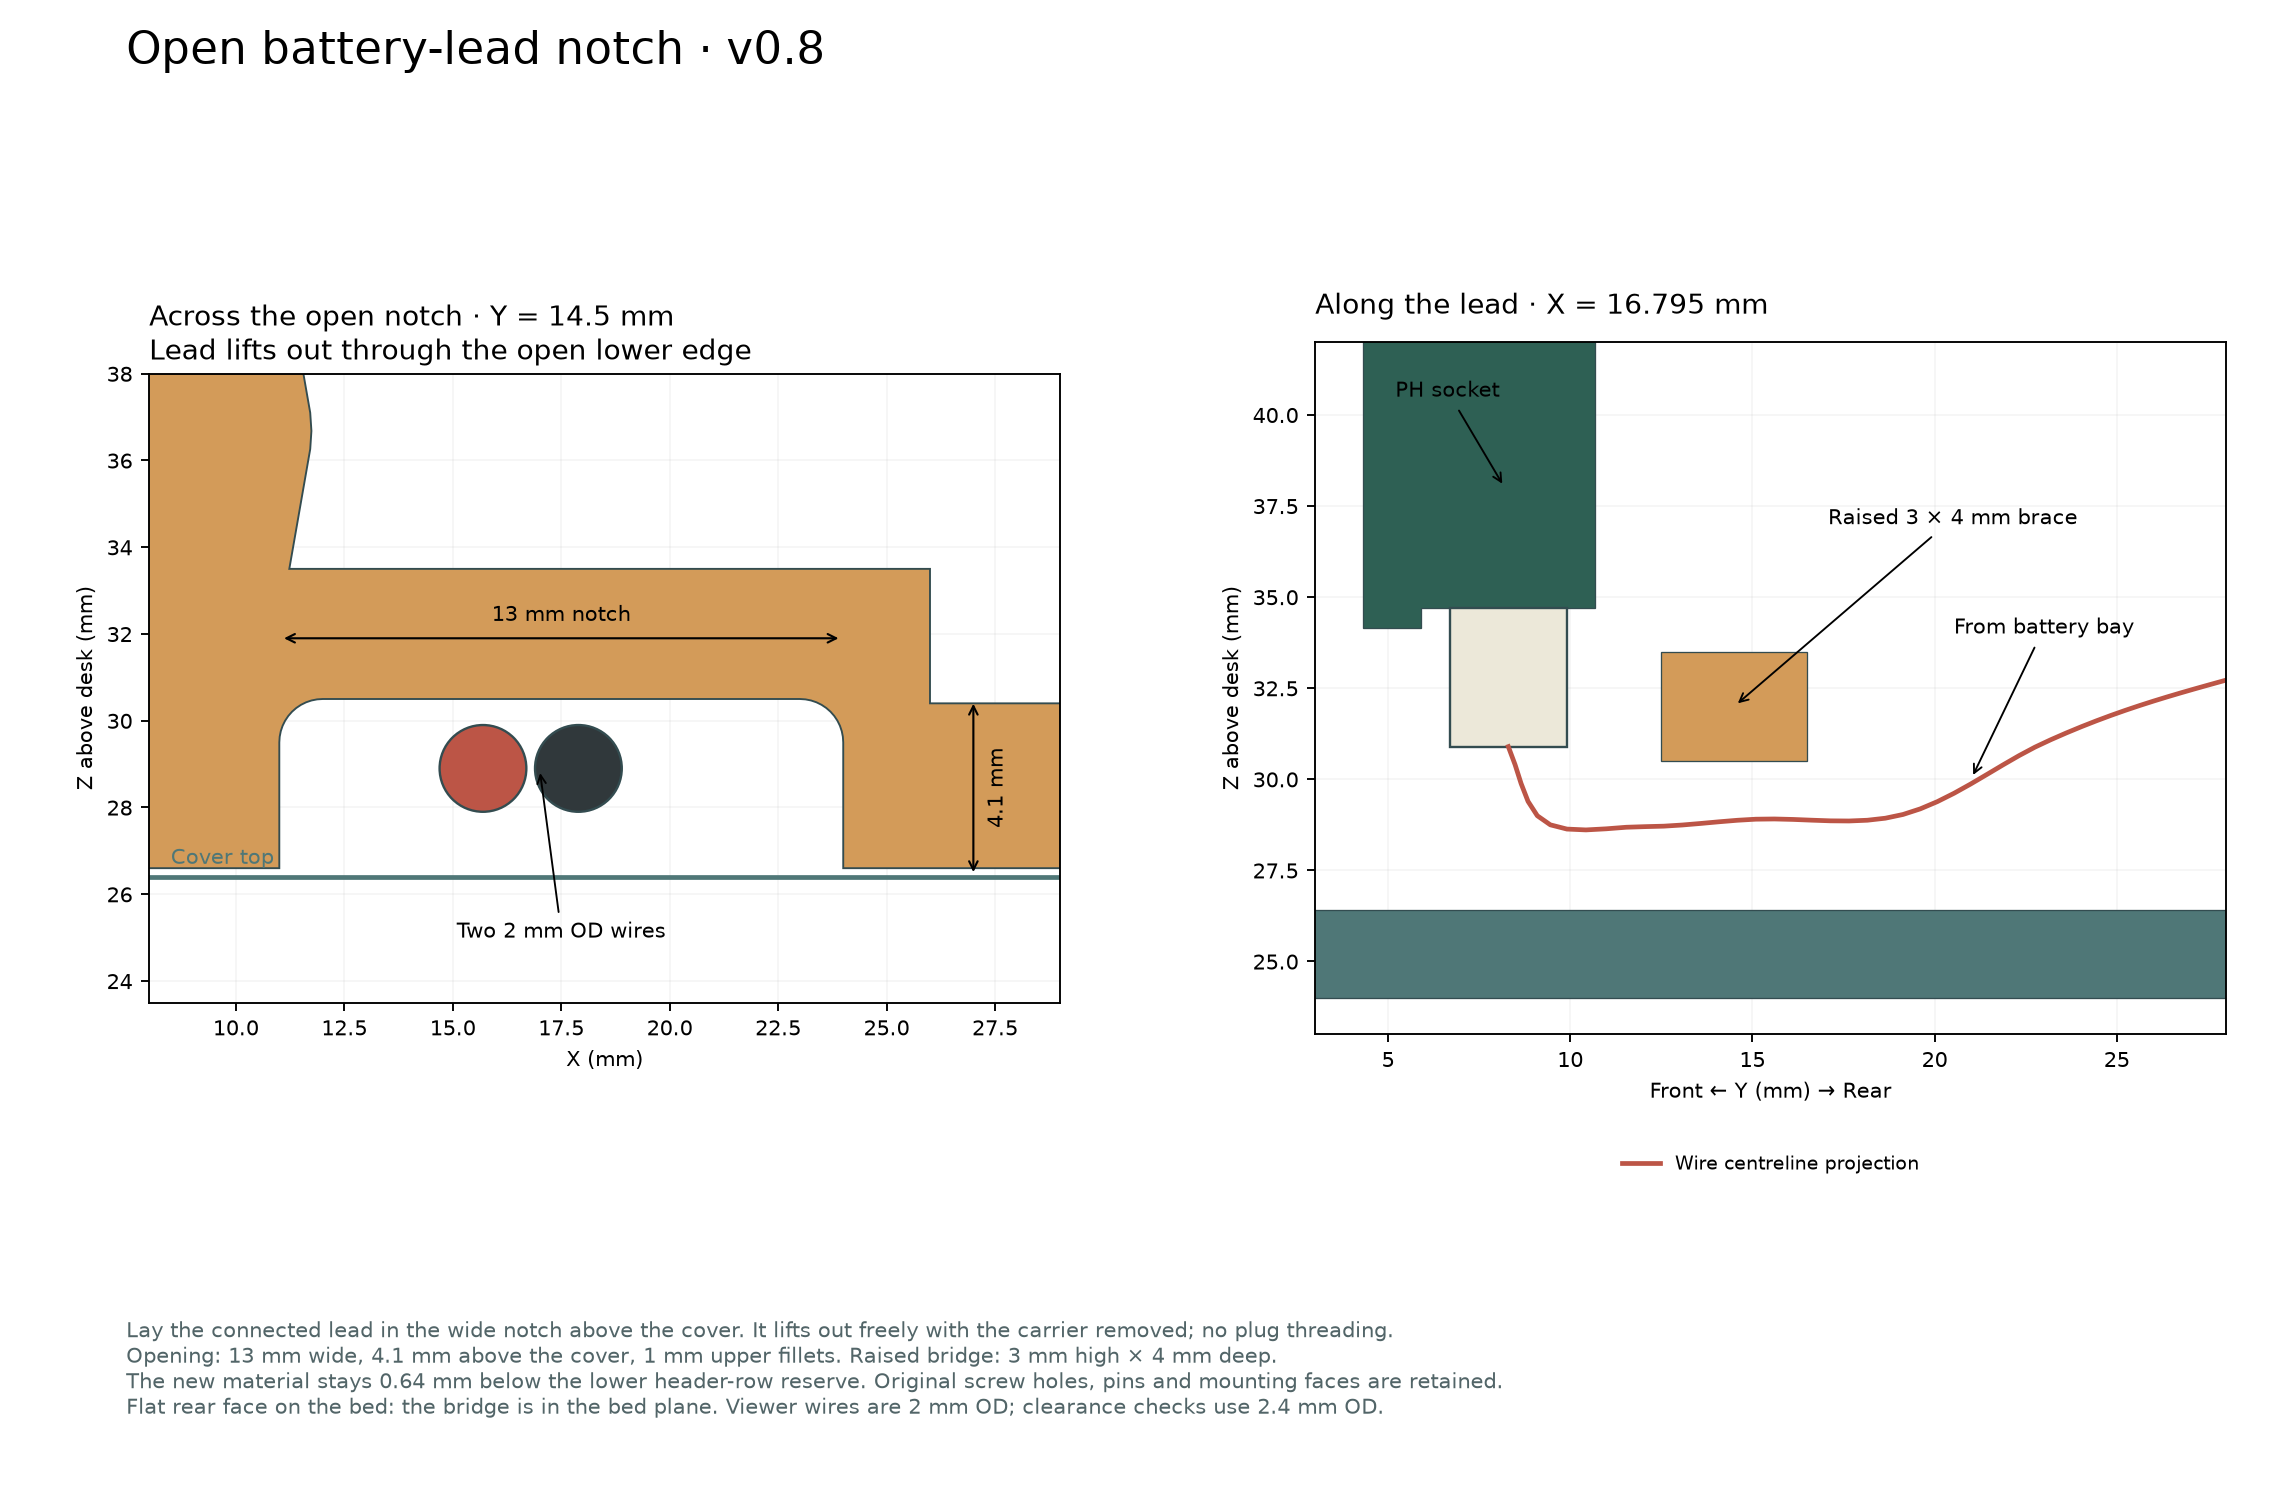 Open battery-lead notch · v0.8
Across the open notch · Y = 14.5 mm
Lead lifts out through the open lower edge
38
36
34
32
30
28
26
24
Z above desk (mm)
13 mm notch
4.1 mm
Cover top
Two 2 mm OD wires
10.0
12.5
15.0
17.5
20.0
22.5
25.0
27.5
X (mm)
Along the lead · X = 16.795 mm
40.0
37.5
35.0
32.5
30.0
27.5
25.0
Z above desk (mm)
PH socket
Raised 3 × 4 mm brace
From battery bay
5
10
15
20
25
Front ← Y (mm) → Rear
Wire centreline projection
Lay the connected lead in the wide notch above the cover. It lifts out freely with the carrier removed; no plug threading.
Opening: 13 mm wide, 4.1 mm above the cover, 1 mm upper fillets. Raised bridge: 3 mm high × 4 mm deep.
The new material stays 0.64 mm below the lower header-row reserve. Original screw holes, pins and mounting faces are retained.
Flat rear face on the bed: the bridge is in the bed plane. Viewer wires are 2 mm OD; clearance checks use 2.4 mm OD.